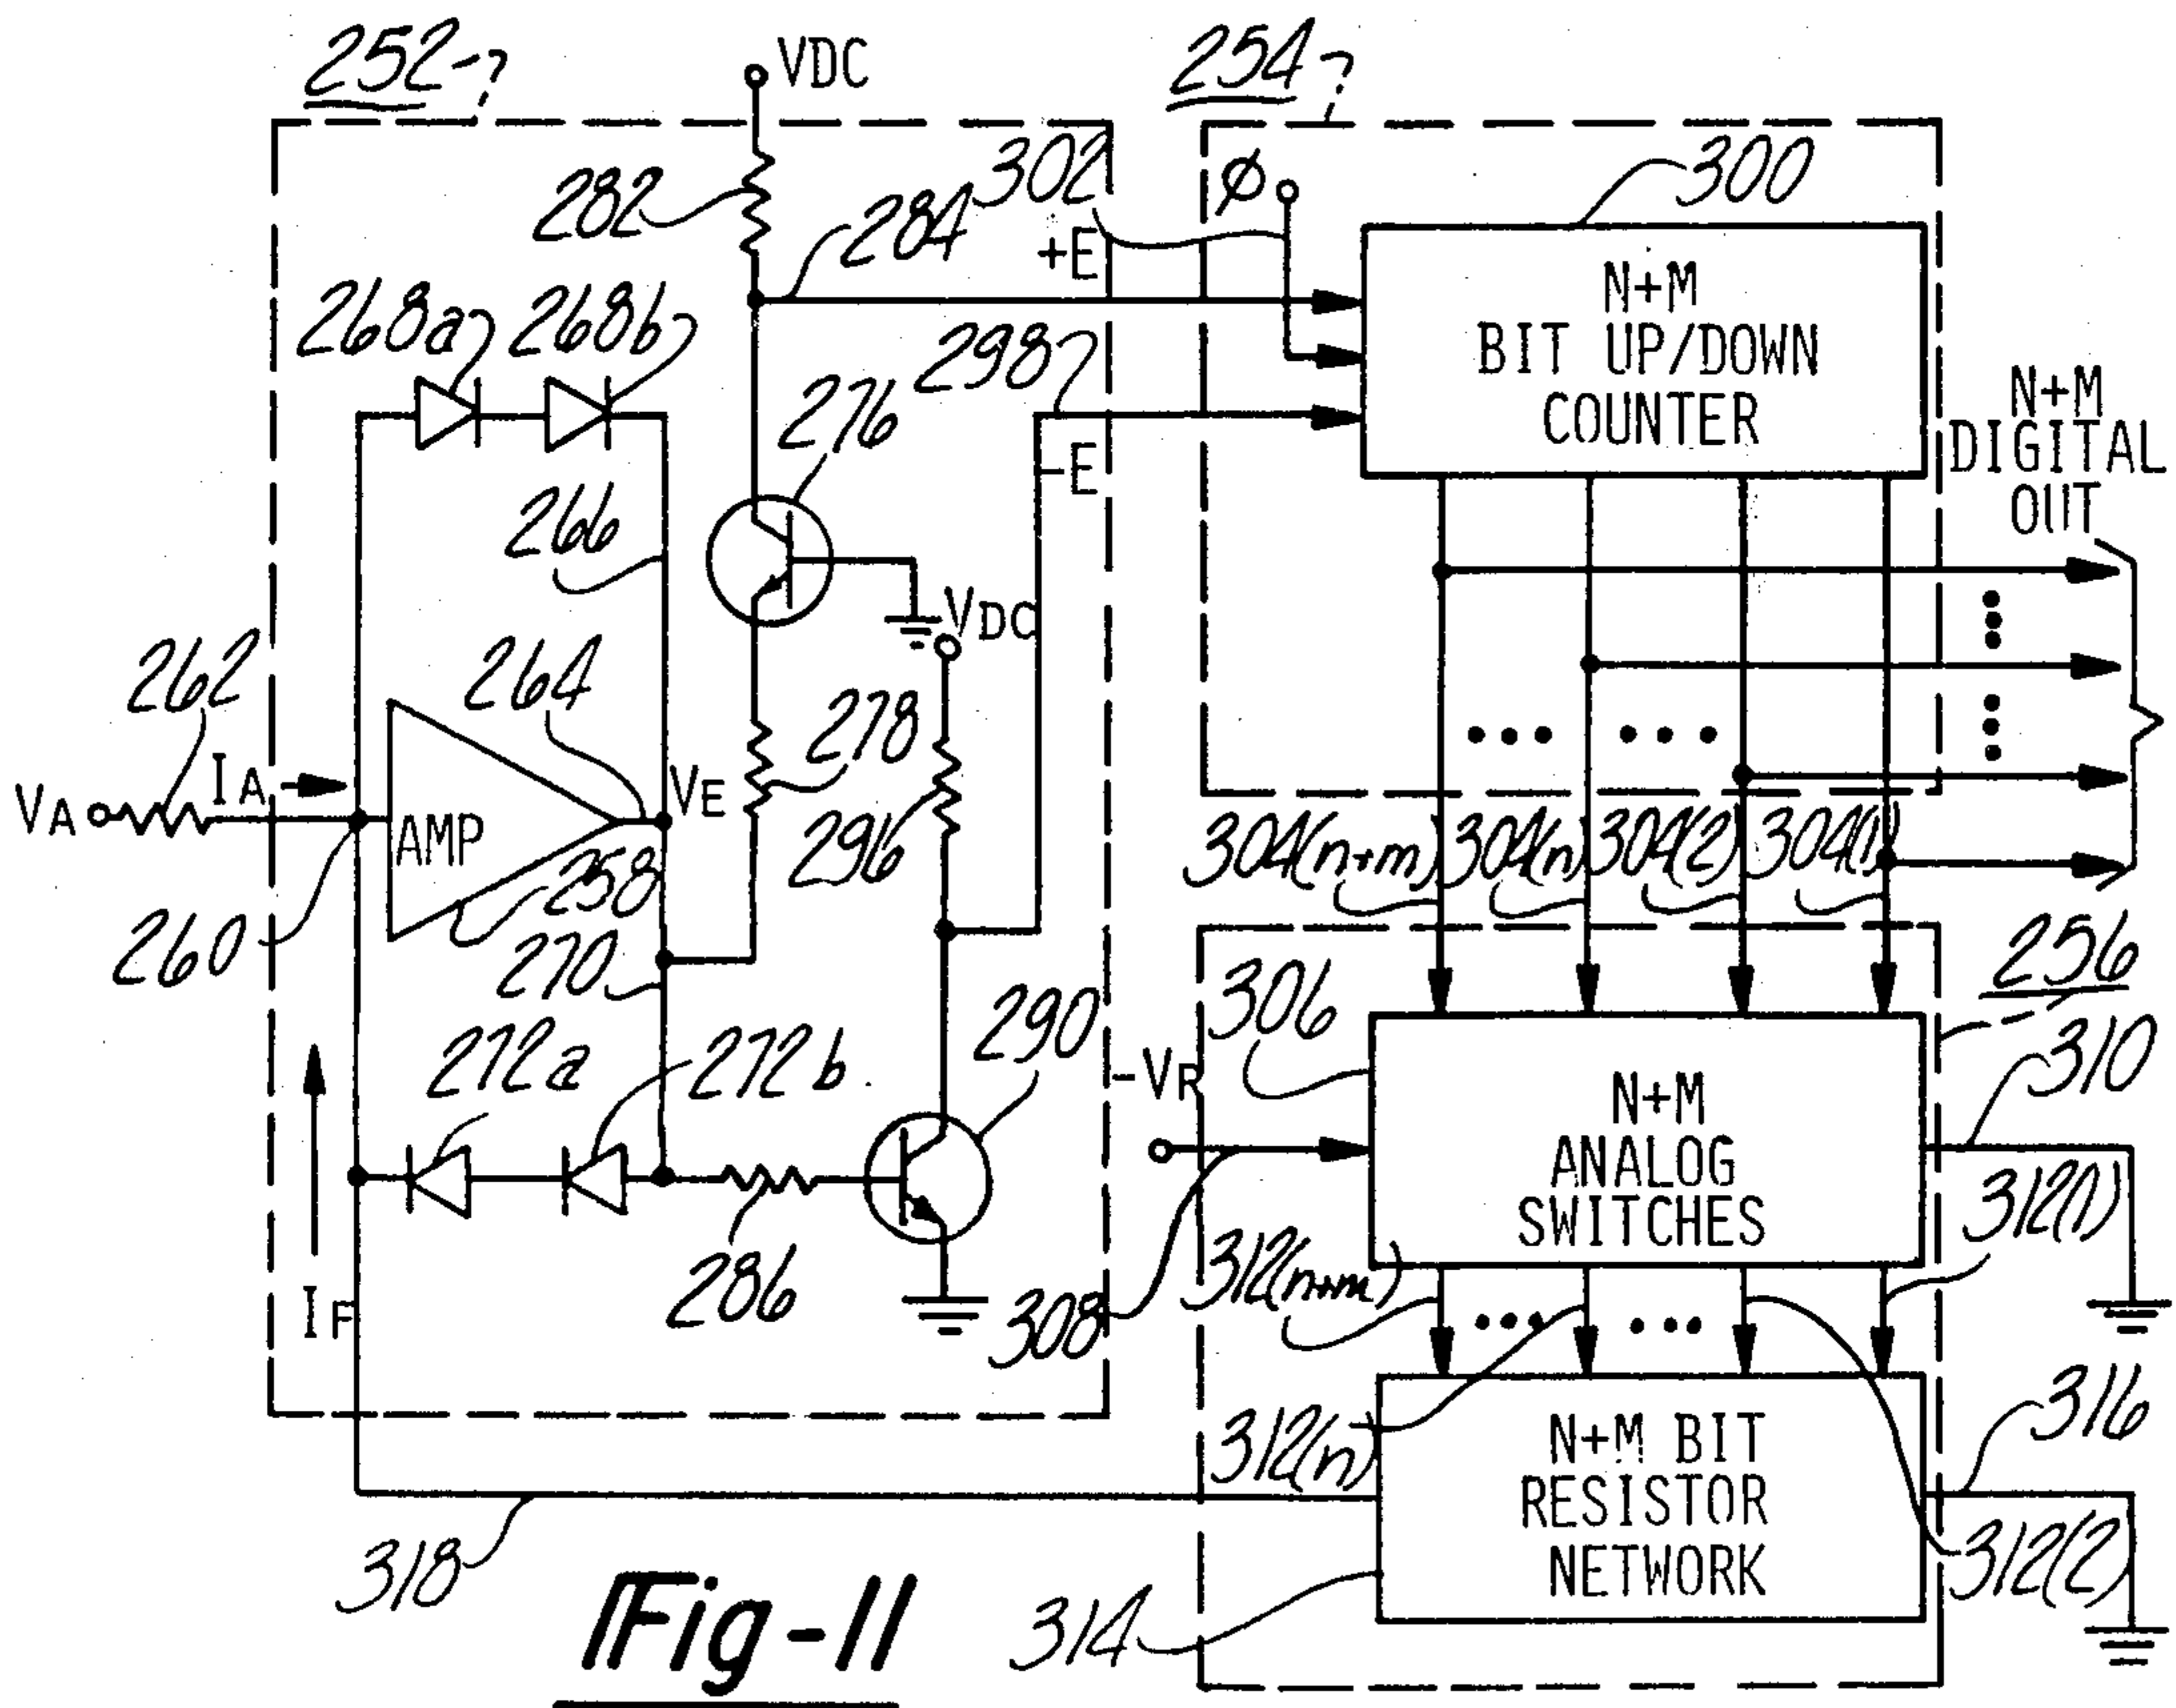 252
VDC
254
302
Ø
300
282
284
+E
N+M
BIT UP/DOWN
COUNTER
268a
268b
298
276
-E
N+M
DIGITAL
OUT
266
VDC
262
264
278
IA
VE
VA
AMP
296
304(n+m)
304(n)
304(2)
304(1)
258
260
270
256
306
290
310
272a
272b
-VR
N+M
ANALOG
SWITCHES
312(1)
286
308
312(n+m)
IF
316
312(n)
N+M BIT
RESISTOR
NETWORK
318
312(2)
314
Fig-11